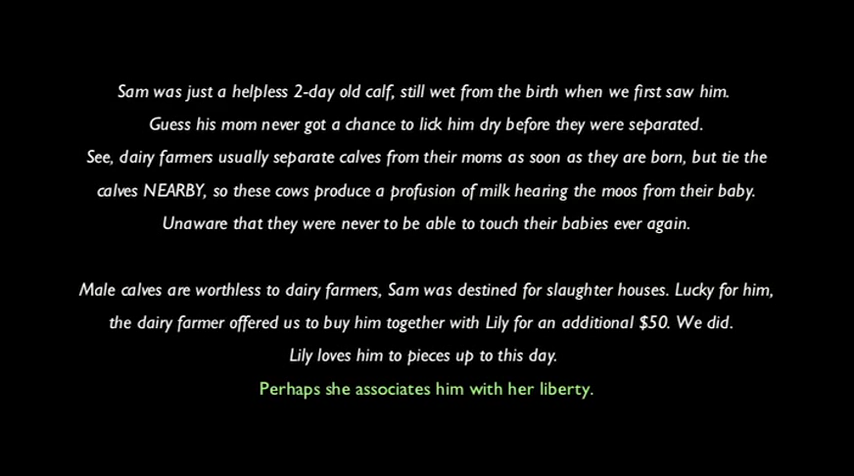 Sam was just a helpless 2-day old calf, still wet from the birth when we first saw him.
Guess his mom never got a chance to lick him dry before they were separated.
See, dairy farmers usually separate calves from their moms as soon as they are born, but tie the
calves NEARBY, so these cows produce a profusion of milk hearing the moos from their baby.
Unaware that they were never to be able to touch their babies ever again.
Male calves are worthless to dairy farmers, Sam was destined for slaughter houses. Lucky for him,
the dairy farmer offered us to buy him together with Lily for an additional $50. We did.
Lily loves him to pieces up to this day.
Perhaps she associates him with her liberty.